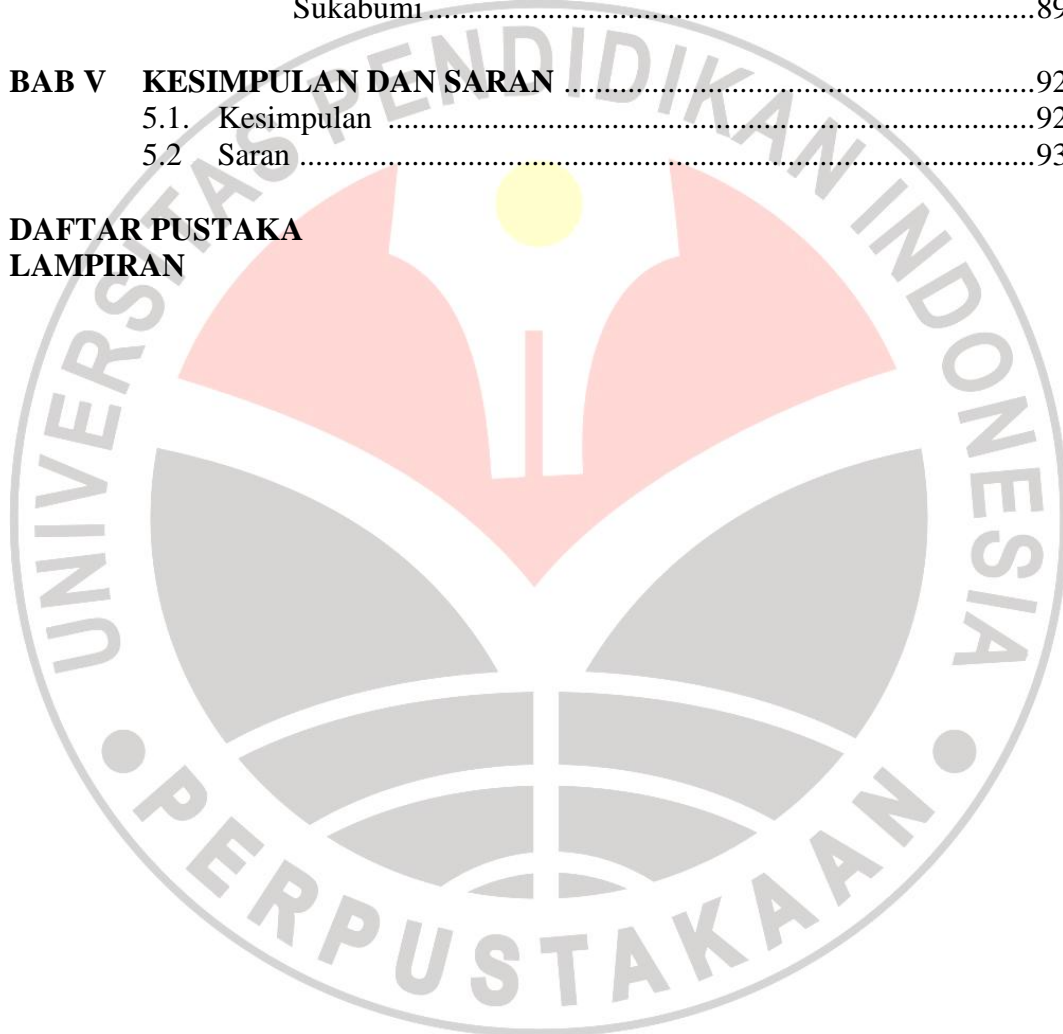 Sukabumi ........................................................................... 89
BAB V KESIMPULAN DAN SARAN .......................................................... 92
5.1. Kesimpulan ................................................................................ 92
5.2 Saran ........................................................................................... 93
DAFTAR PUSTAKA
LAMPIRAN
UNIVERSITAS PENDIDIKAN INDONESIA
PERPUSTAKAAN